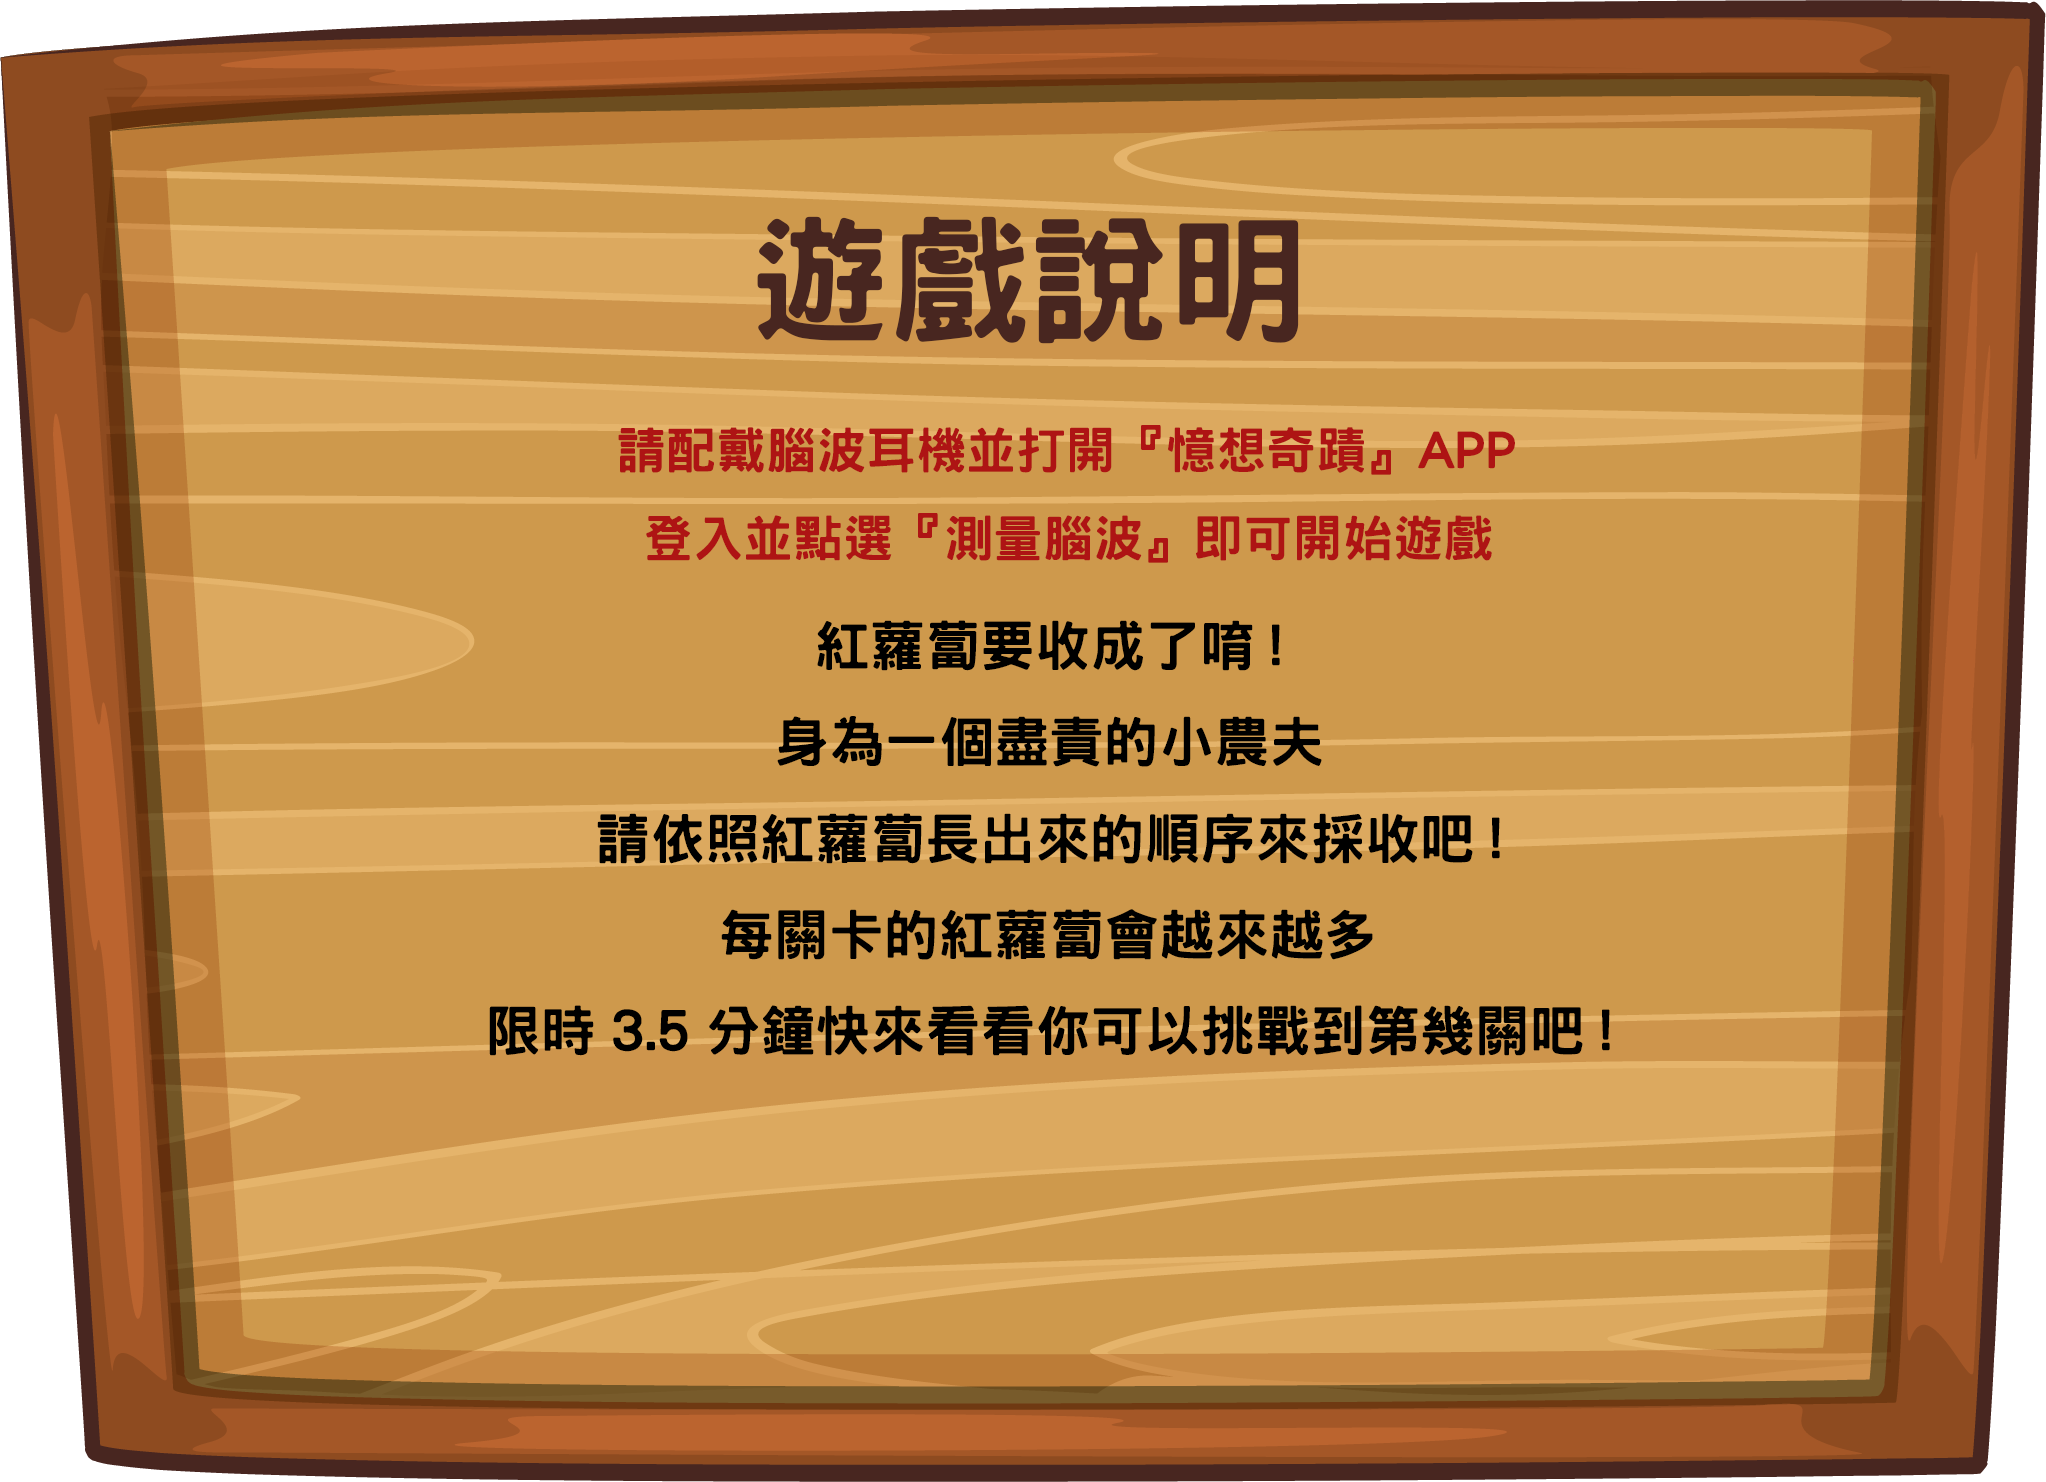 遊戲說明
請配戴腦波耳機並打開『憶想奇蹟』APP
登入並點選『測量腦波』即可開始遊戲
紅蘿蔔要收成了唷！
身為一個盡責的小農夫
請依照紅蘿蔔長出來的順序來採收吧！
每關卡的紅蘿蔔會越來越多
限時 3.5 分鐘快來看看你可以挑戰到第幾關吧！